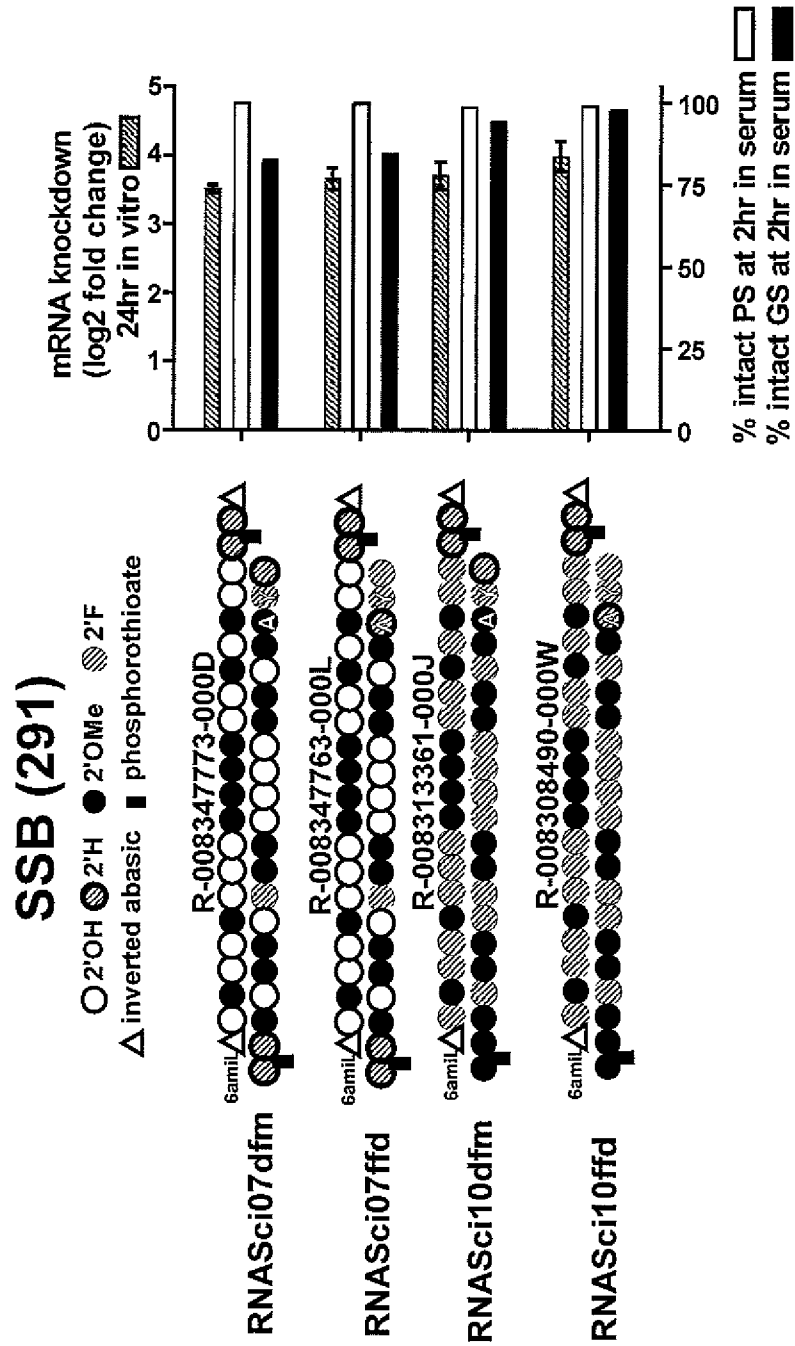 SSB (291)
2'OH 2'H 2'OMe 2'F
inverted abasic phosphorothioate
mRNA knockdown
(log2 fold change)
24hr in vitro
0 1 2 3 4 5
R-008347773-000D
6amiL
A
RNASci07dfm
R-008347763-000L
6amiL
A Y
RNASci07ffd
R-008313361-000J
6amiL
A Y
RNASci10dfm
R-008308490-000W
6amiL
A Y
RNASci10ffd
0 25 50 75 100
% intact PS at 2hr in serum
% intact GS at 2hr in serum